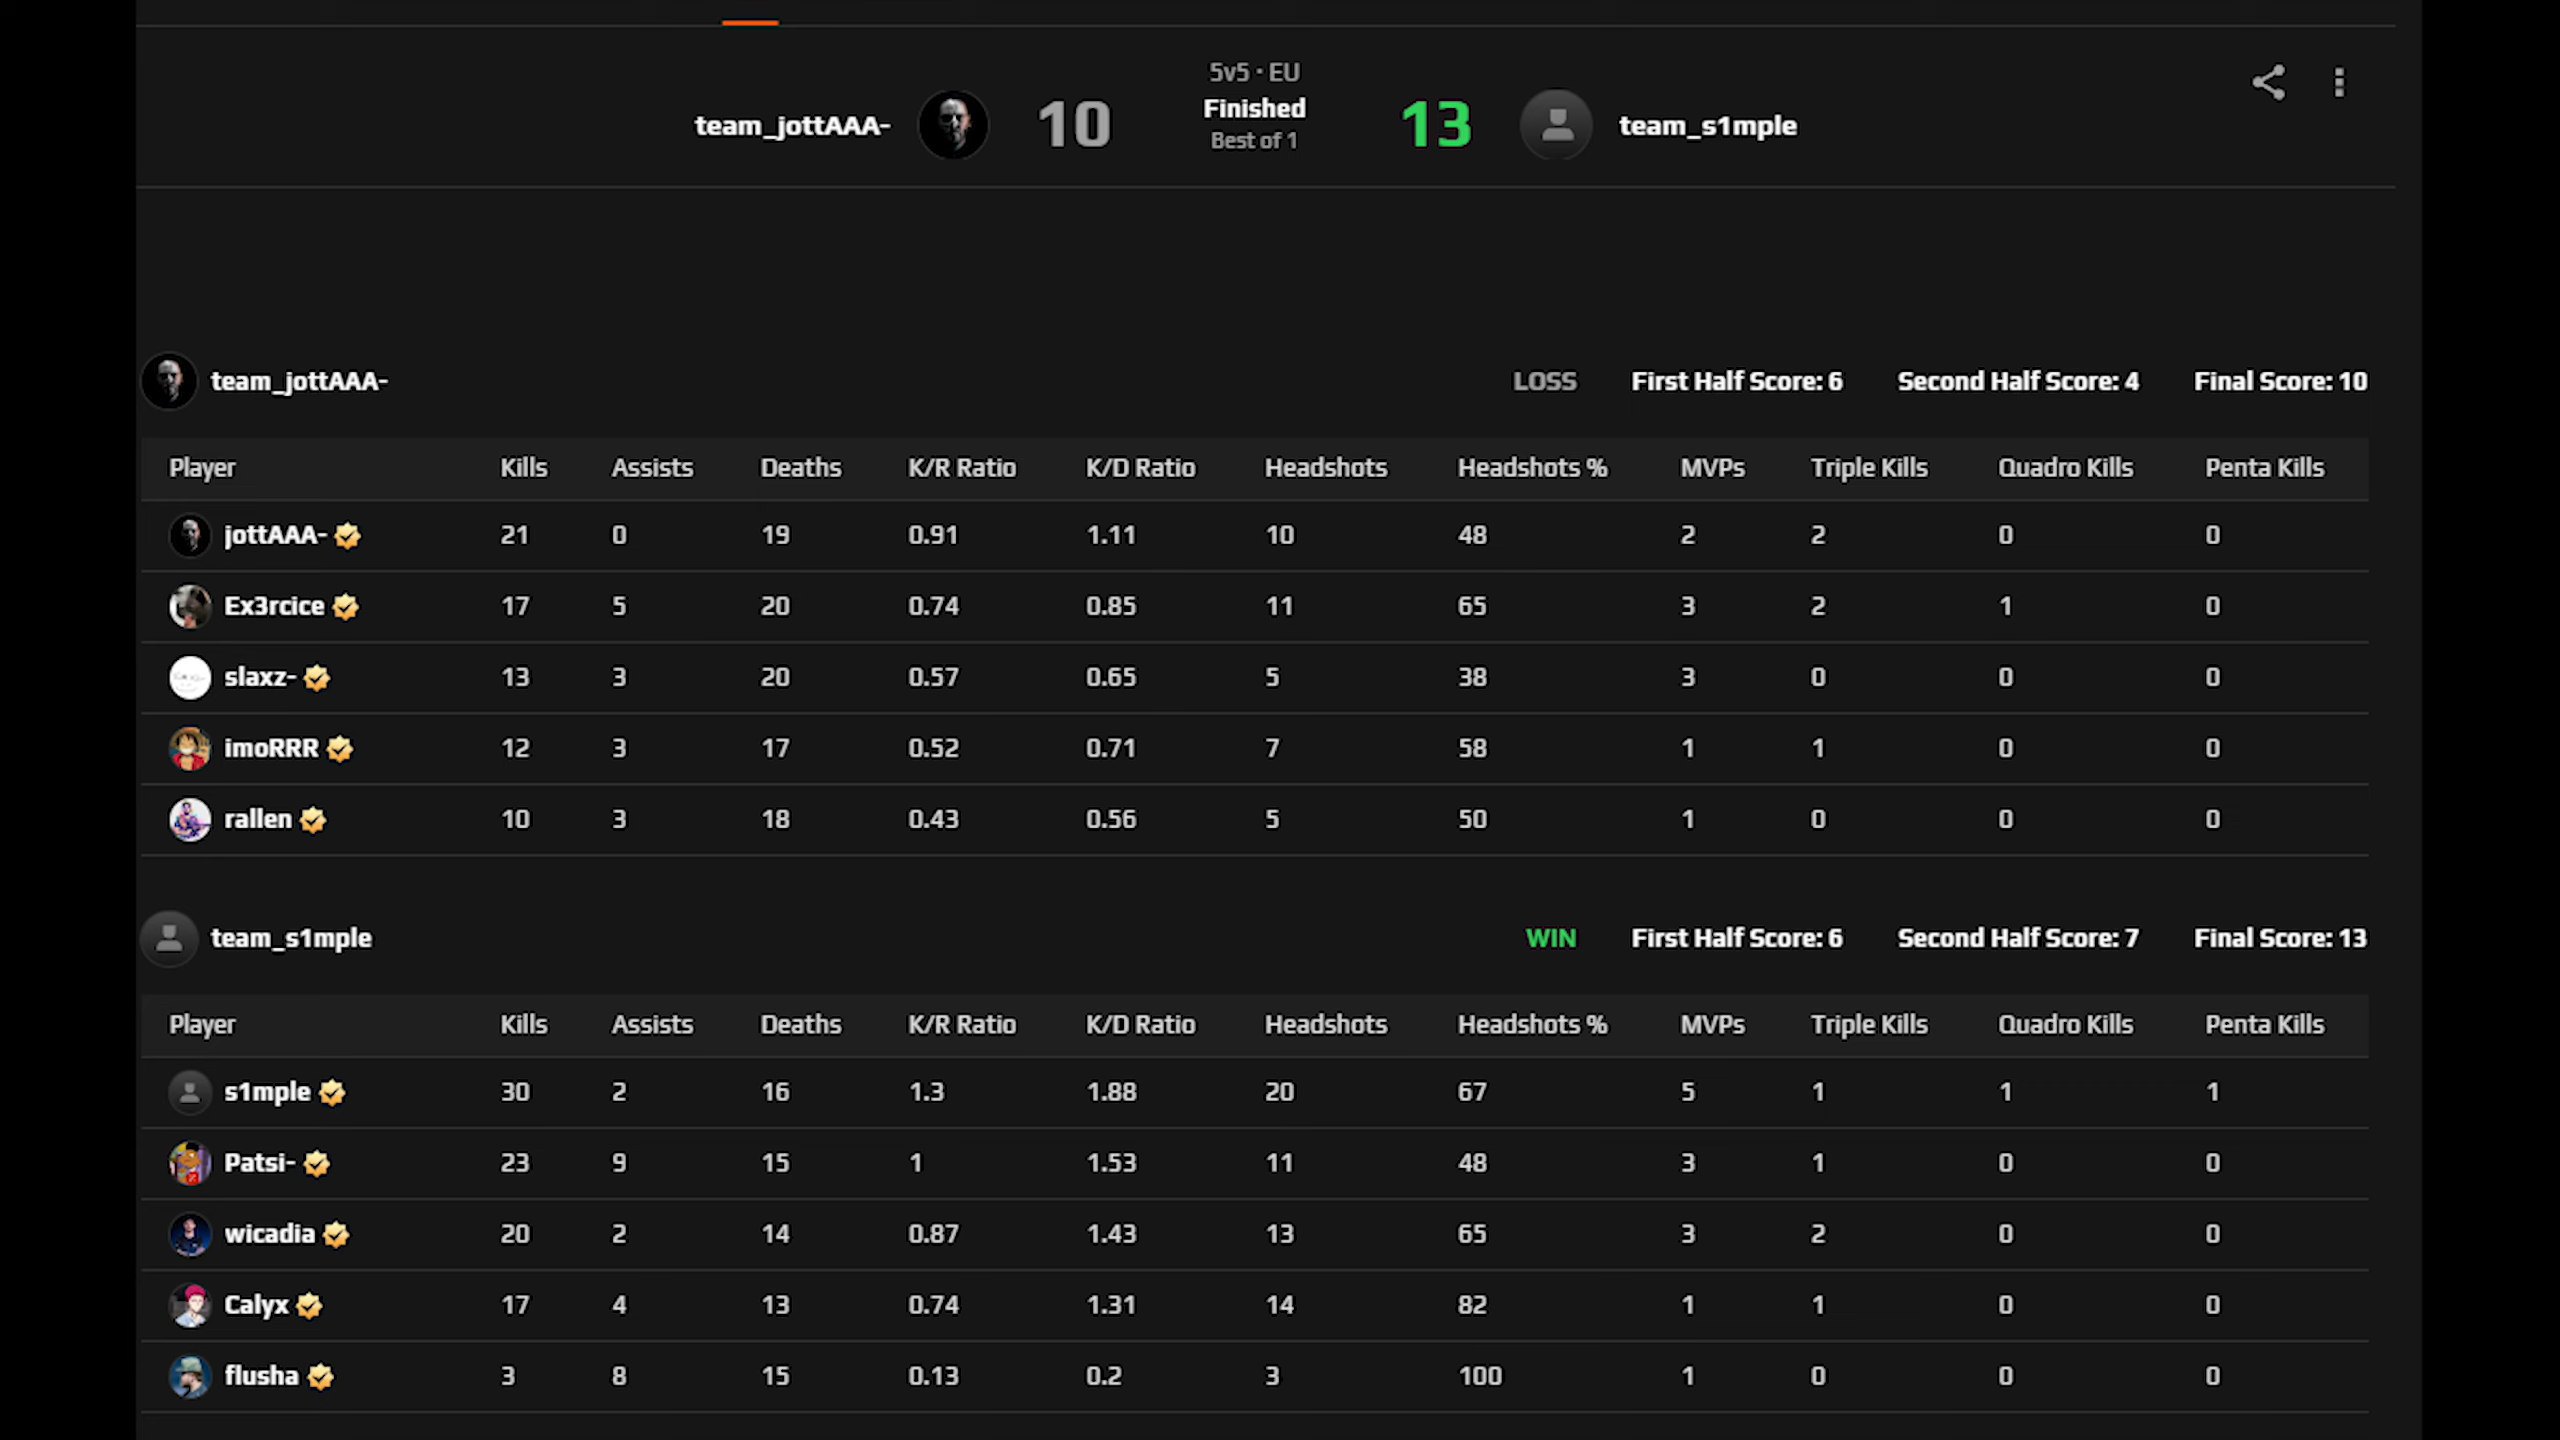 5v5 · EU
team_jottAAA- 10 Finished 13 team_s1mple
Best of 1
team_jottAAA- LOSS First Half Score: 6 Second Half Score: 4 Final Score: 10
Player Kills Assists Deaths K/R Ratio K/D Ratio Headshots Headshots % MVPs Triple Kills Quadro Kills Penta Kills
jottAAA- 21 0 19 0.91 1.11 10 48 2 2 0 0
Ex3rcice 17 5 20 0.74 0.85 11 65 3 2 1 0
slaxz- 13 3 20 0.57 0.65 5 38 3 0 0 0
imoRRR 12 3 17 0.52 0.71 7 58 1 1 0 0
rallen 10 3 18 0.43 0.56 5 50 1 0 0 0
team_s1mple WIN First Half Score: 6 Second Half Score: 7 Final Score: 13
Player Kills Assists Deaths K/R Ratio K/D Ratio Headshots Headshots % MVPs Triple Kills Quadro Kills Penta Kills
s1mple 30 2 16 1.3 1.88 20 67 5 1 1 1
Patsi- 23 9 15 1 1.53 11 48 3 1 0 0
wicadia 20 2 14 0.87 1.43 13 65 3 2 0 0
Calyx 17 4 13 0.74 1.31 14 82 1 1 0 0
flusha 3 8 15 0.13 0.2 3 100 1 0 0 0